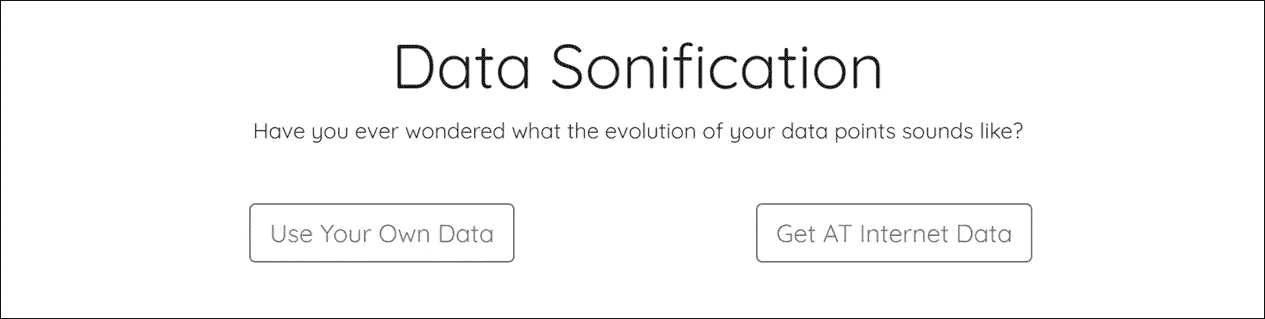 Data Sonification
Have you ever wondered what the evolution of your data points sounds like?
Use Your Own Data
Get AT Internet Data